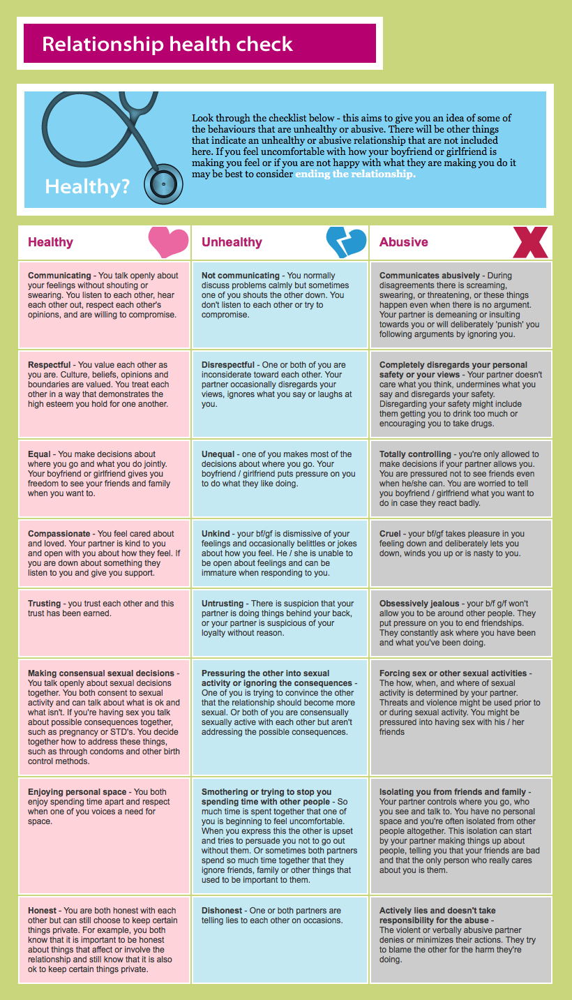 Relationship health check
Look through the checklist below - this aims to give you an idea of some of
the behaviours that are unhealthy or abusive. There will be other things
that indicate an unhealthy or abusive relationship that are not included
here. If you feel uncomfortable with how your boyfriend or girlfriend is
making you feel or if you are not happy with what they are making you do it
may be best to consider ending the relationship.
Healthy?
Healthy
Unhealthy
Abusive
Communicating - You talk openly about
your feelings without shouting or
swearing. You listen to each other, hear
each other out, respect each other's
opinions, and are willing to compromise.
Not communicating - You normally
discuss problems calmly but sometimes
one of you shouts the other down. You
don't listen to each other or try to
compromise.
Communicates abusively - During
disagreements there is screaming,
swearing, or threatening, or these things
happen even when there is no argument.
Your partner is demeaning or insulting
towards you or will deliberately 'punish' you
following arguments by ignoring you.
Respectful - You value each other as
you are. Culture, beliefs, opinions and
boundaries are valued. You treat each
other in a way that demonstrates the
high esteem you hold for one another.
Disrespectful - One or both of you are
inconsiderate toward each other. Your
partner occasionally disregards your
views, ignores what you say or laughs at
you.
Completely disregards your personal
safety or your views - Your partner doesn't
care what you think, undermines what you
say and disregards your safety.
Disregarding your safety might include
them getting you to drink too much or
encouraging you to take drugs.
Equal - You make decisions about
where you go and what you do jointly.
Your boyfriend or girlfriend gives you
freedom to see your friends and family
when you want to.
Unequal - one of you makes most of the
decisions about where you go. Your
boyfriend / girlfriend puts pressure on you
to do what they like doing.
Totally controlling - you're only allowed to
make decisions if your partner allows you.
You are pressured not to see friends even
when he/she can. You are worried to tell
you boyfriend / girlfriend what you want to
do in case they react badly.
Compassionate - You feel cared about
and loved. Your partner is kind to you
and open with you about how they feel. If
you are down about something they
listen to you and give you support.
Unkind - your bf/gf is dismissive of your
feelings and occasionally belittles or jokes
about how you feel. He / she is unable to
be open about feelings and can be
immature when responding to you.
Cruel - your bf/gf takes pleasure in you
feeling down and deliberately lets you
down, winds you up or is nasty to you.
Trusting - you trust each other and this
trust has been earned.
Untrusting - There is suspicion that your
partner is doing things behind your back,
or your partner is suspicious of your
loyalty without reason.
Obsessively jealous - your b/f g/f won't
allow you to be around other people. They
put pressure on you to end friendships.
They constantly ask where you have been
and what you've been doing.
Making consensual sexual decisions -
You talk openly about sexual decisions
together. You both consent to sexual
activity and can talk about what is ok and
what isn't. If you're having sex you talk
about possible consequences together,
such as pregnancy or STD's. You decide
together how to address these things,
such as through condoms and other birth
control methods.
Pressuring the other into sexual
activity or ignoring the consequences -
One of you is trying to convince the other
that the relationship should become more
sexual. Or both of you are consensually
sexually active with each other but aren't
addressing the possible consequences.
Forcing sex or other sexual activities -
The how, when, and where of sexual
activity is determined by your partner.
Threats and violence might be used prior to
or during sexual activity. You might be
pressured into having sex with his / her
friends
Enjoying personal space - You both
enjoy spending time apart and respect
when one of you voices a need for
space.
Smothering or trying to stop you
spending time with other people - So
much time is spent together that one of
you is beginning to feel uncomfortable.
When you express this the other is upset
and tries to persuade you not to go out
without them. Or sometimes both partners
spend so much time together that they
ignore friends, family or other things that
used to be important to them.
Isolating you from friends and family -
Your partner controls where you go, who
you see and talk to. You have no personal
space and you're often isolated from other
people altogether. This isolation can start
by your partner making things up about
people, telling you that your friends are bad
and that the only person who really cares
about you is them.
Honest - You are both honest with each
other but can still choose to keep certain
things private. For example, you both
know that it is important to be honest
about things that affect or involve the
relationship and still know that it is also
ok to keep certain things private.
Dishonest - One or both partners are
telling lies to each other on occasions.
Actively lies and doesn't take
responsibility for the abuse -
The violent or verbally abusive partner
denies or minimizes their actions. They try
to blame the other for the harm they're
doing.